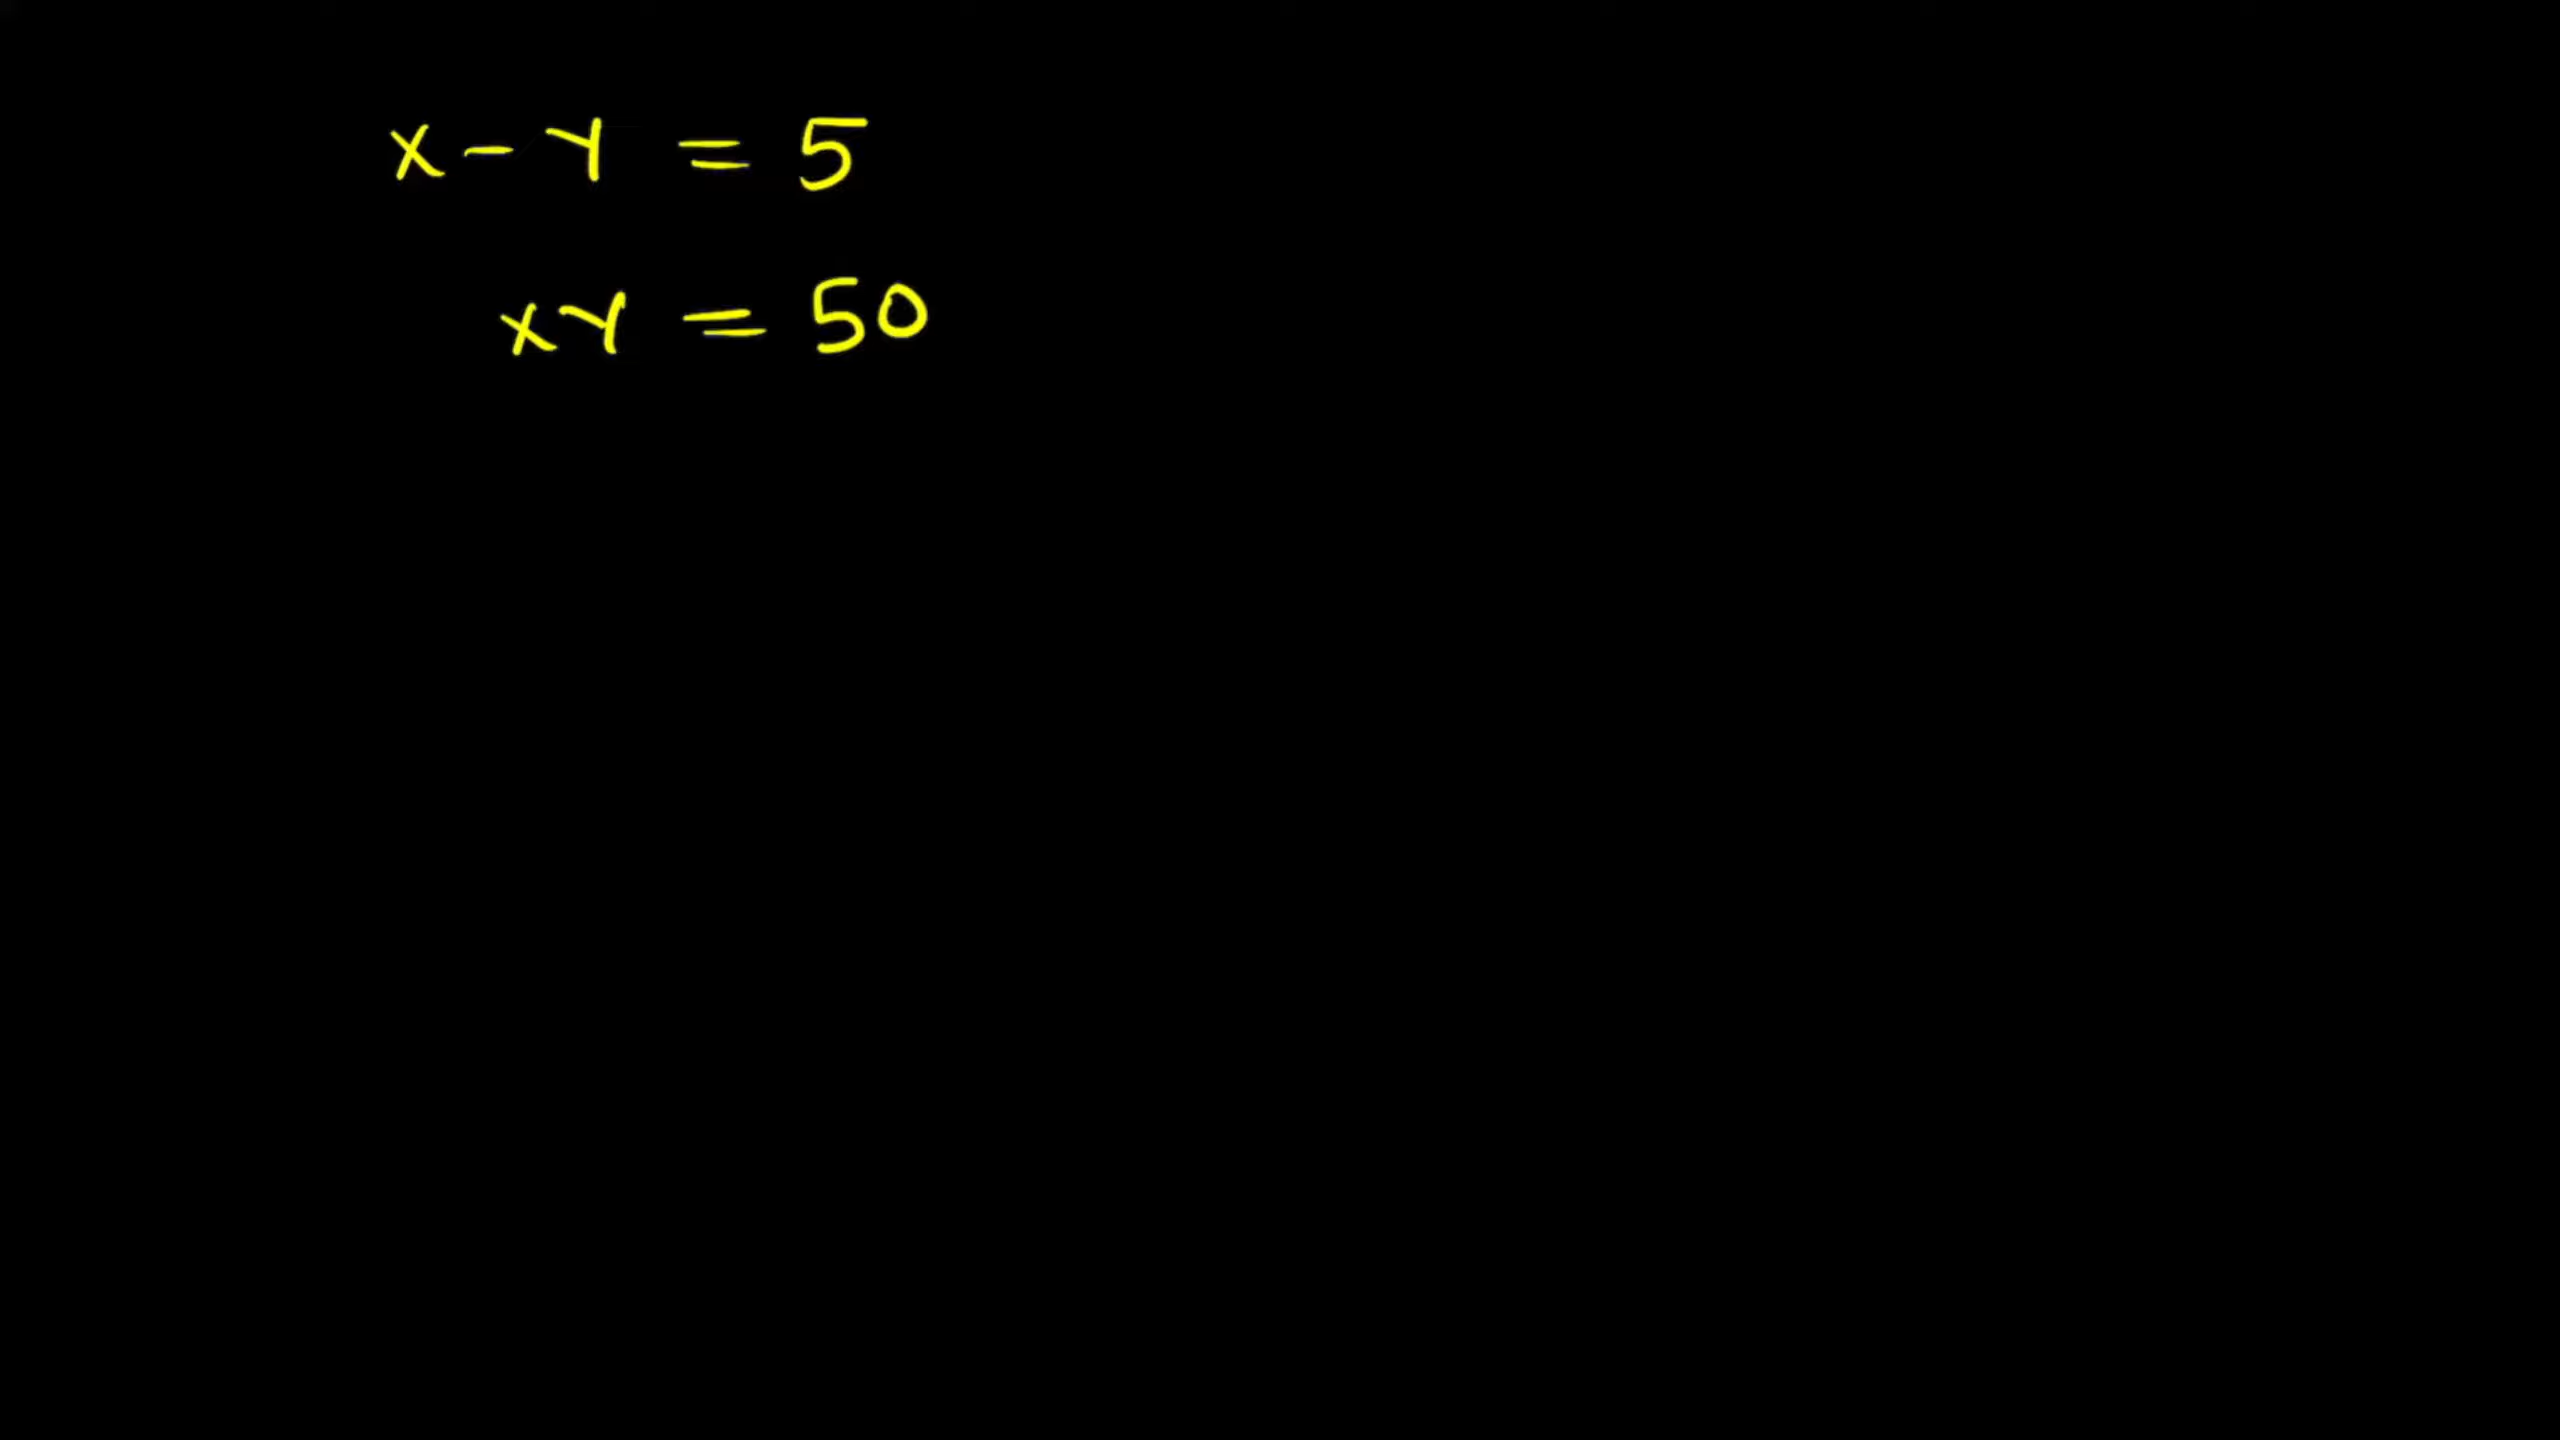 x - y = 5
xy = 50